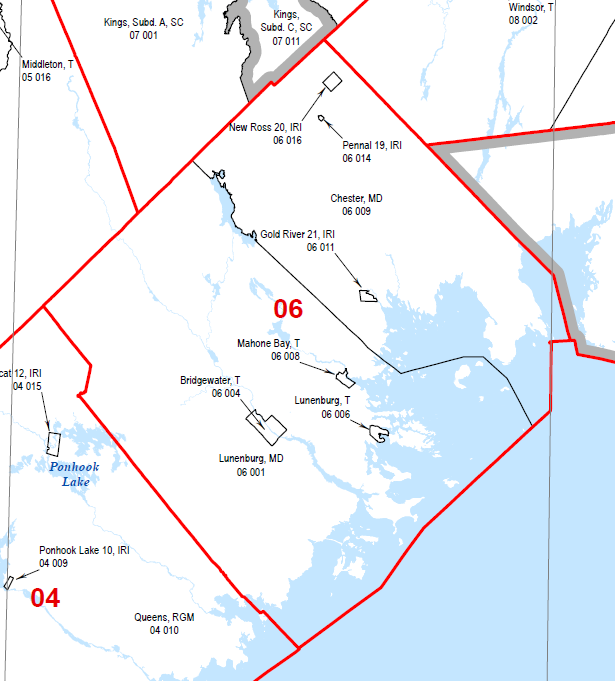 Kings, Subd. A, SC
07 001
Kings,
Subd. C, SC
07 011
Windsor, T
08 002
Middleton, T
05 016
New Ross 20, IRI
06 016
Pennal 19, IRI
06 014
Chester, MD
06 009
Gold River 21, IRI
06 011
06
Mahone Bay, T
06 008
cat 12, IRI
04 015
Bridgewater, T
06 004
Lunenburg, T
06 006
Lunenburg, MD
06 001
Ponhook
Lake
Ponhook Lake 10, IRI
04 009
04
Queens, RGM
04 010